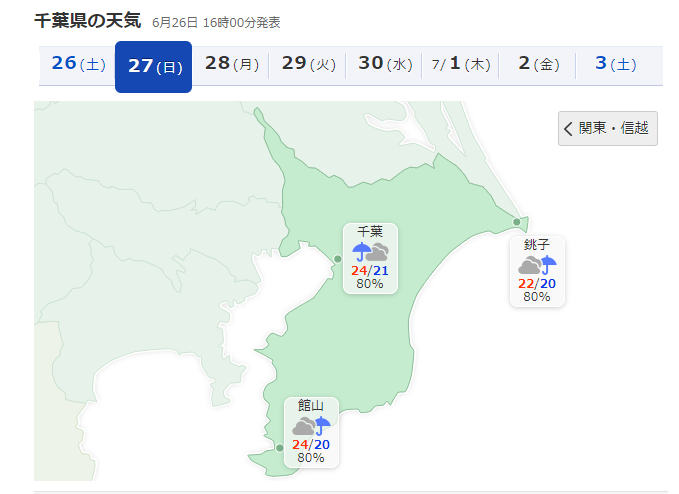 千葉県の天気 6月26日 16時00分発表
26(土) 27(日) 28(月) 29(火) 30(水) 7/1(木) 2(金) 3(土)
関東・信越
千葉
24/21
80%
銚子
22/20
80%
館山
24/20
80%